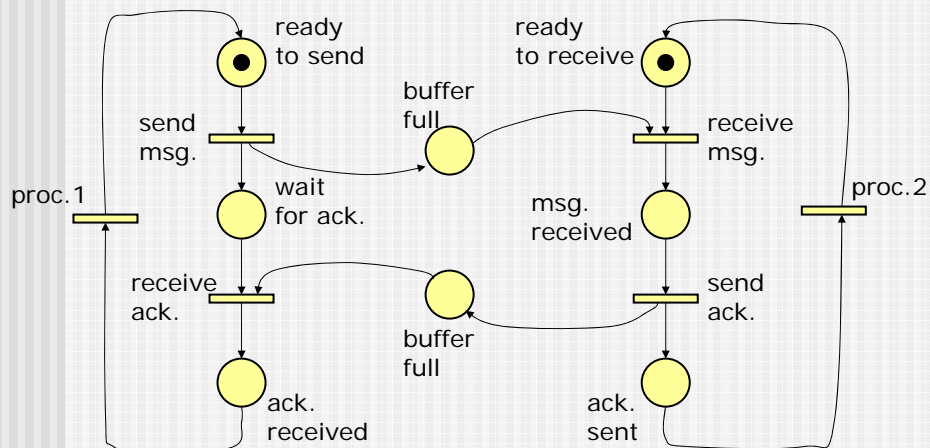 ready
to send
ready
to receive
buffer
full
send
msg.
receive
msg.
proc.1
wait
for ack.
msg.
received
proc.2
receive
ack.
send
ack.
buffer
full
ack.
received
ack.
sent